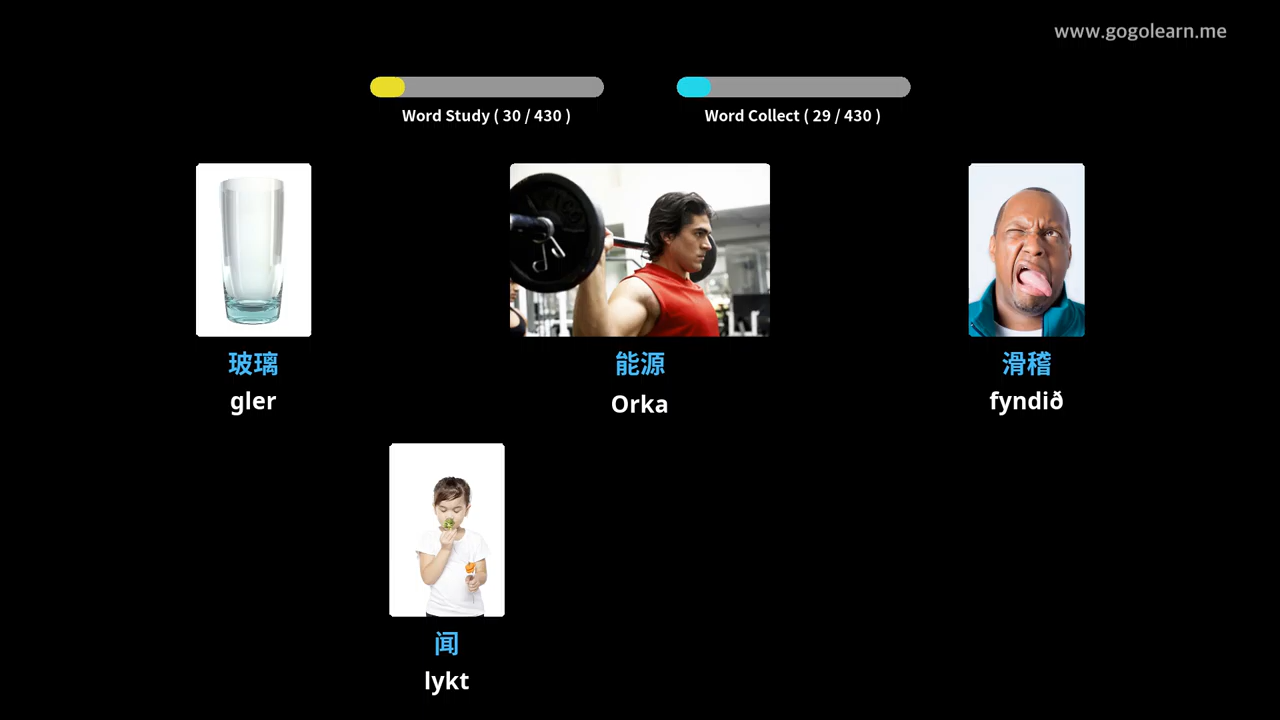 www.gogolearn.me
Word Study ( 30 / 430 )
Word Collect ( 29 / 430 )
玻璃
gler
能源
Orka
滑稽
fyndið
闻
lykt